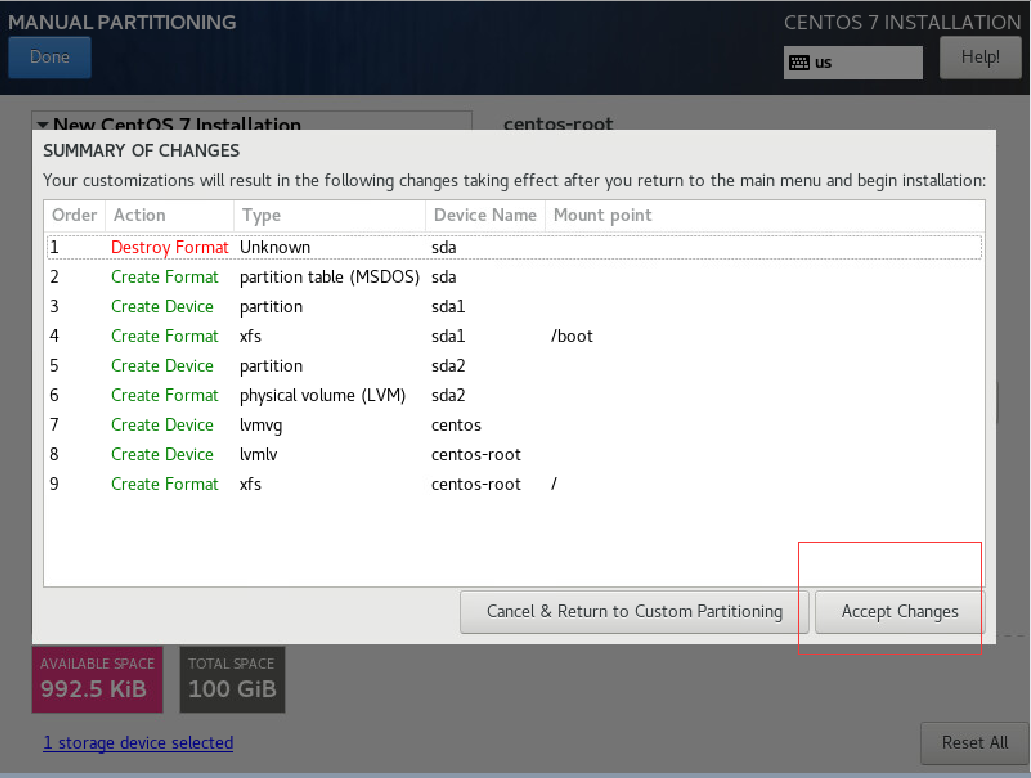 MANUAL PARTITIONING
CENTOS 7 INSTALLATION
Done
us
Help!
New CentOS 7 Installation
centos-root
SUMMARY OF CHANGES
Your customizations will result in the following changes taking effect after you return to the main menu and begin installation:
Order Action Type Device Name Mount point
1 Destroy Format Unknown sda
2 Create Format partition table (MSDOS) sda
3 Create Device partition sda1
4 Create Format xfs sda1 /boot
5 Create Device partition sda2
6 Create Format physical volume (LVM) sda2
7 Create Device lvmvg centos
8 Create Device lvmlv centos-root
9 Create Format xfs centos-root /
Cancel & Return to Custom Partitioning
Accept Changes
AVAILABLE SPACE
992.5 KiB
TOTAL SPACE
100 GiB
1 storage device selected
Reset All